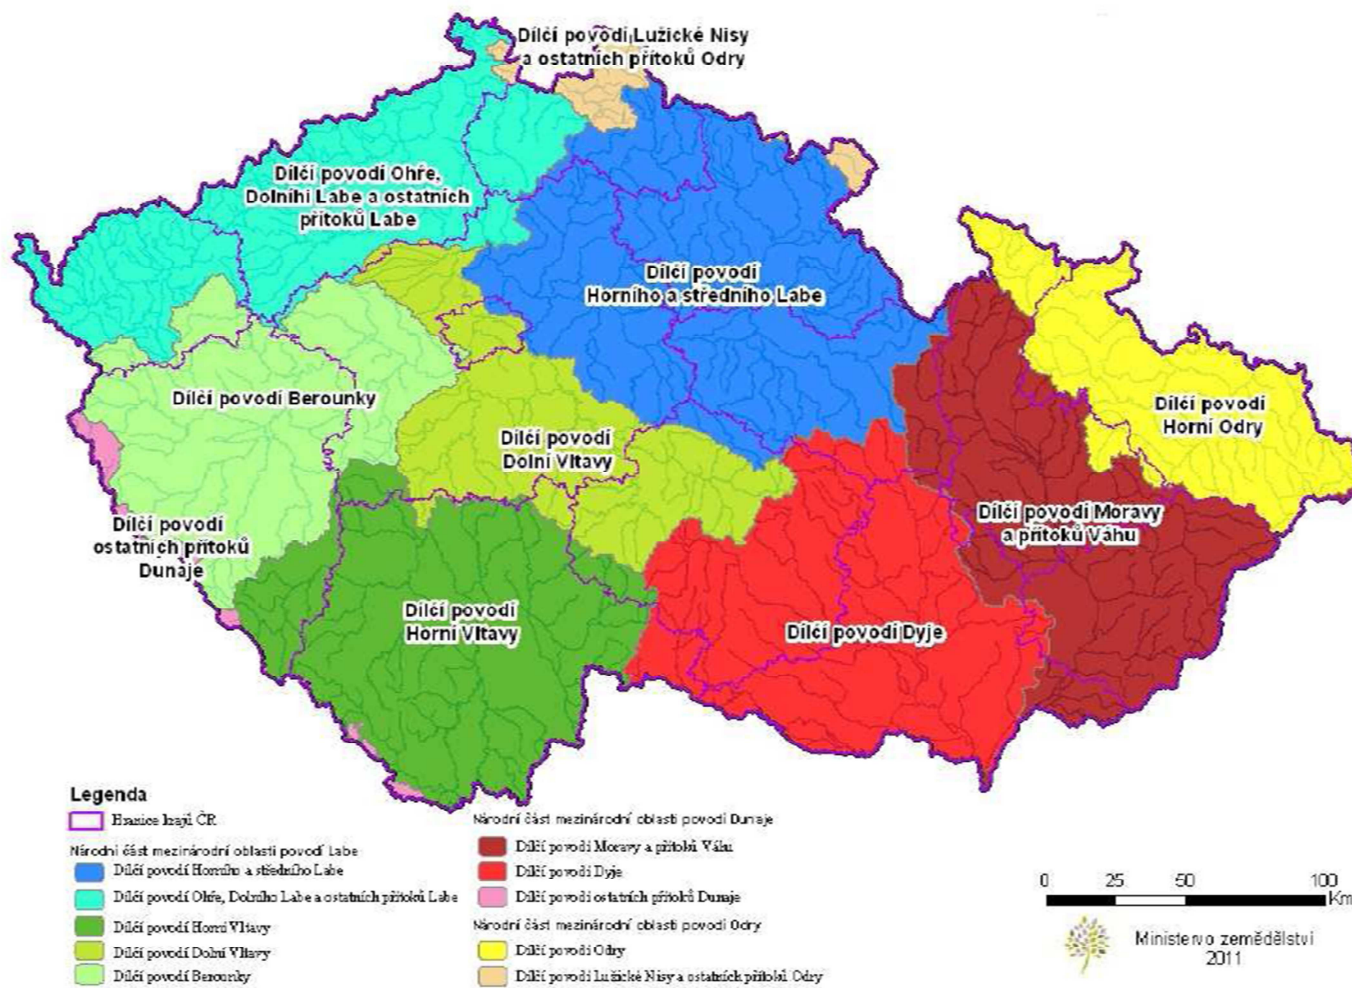 Dílčí povodí Lužické Nisy
a ostatních přítoků Odry
Dílčí povodí Ohře,
Dolníhi Labe a ostatních
přítoků Labe
Dílčí povodí
Horního a středního Labe
Dílčí povodí Berounky
Dílčí povodí
Dolní Vltavy
Dílčí povodí
Horní Odry
Dílčí povodí Moravy
a přítoků Váhu
Dílčí povodí
ostatních přítoků
Dunaje
Dílčí povodí
Horní Vltavy
Dílčí povodí Dyje
Legenda
Hranice krajů ČR
Národní část mezinárodní oblasti povodí Labe
Dílčí povodí Horního a středního Labe
Dílčí povodí Ohře, Dolního Labe a ostatních přítoků Labe
Dílčí povodí Horní Vltavy
Dílčí povodí Dolní Vltavy
Dílčí povodí Berounky
Národní část mezinárodní oblasti povodí Dunaje
Dílčí povodí Moravy a přítoků Váhu
Dílčí povodí Dyje
Dílčí povodí ostatních přítoků Dunaje
Národní část mezinárodní oblasti povodí Odry
Dílčí povodí Odry
Dílčí povodí Lužické Nisy a ostatních přítoků Odry
0 25 50 100
Km
Ministervo zemědělství
2011